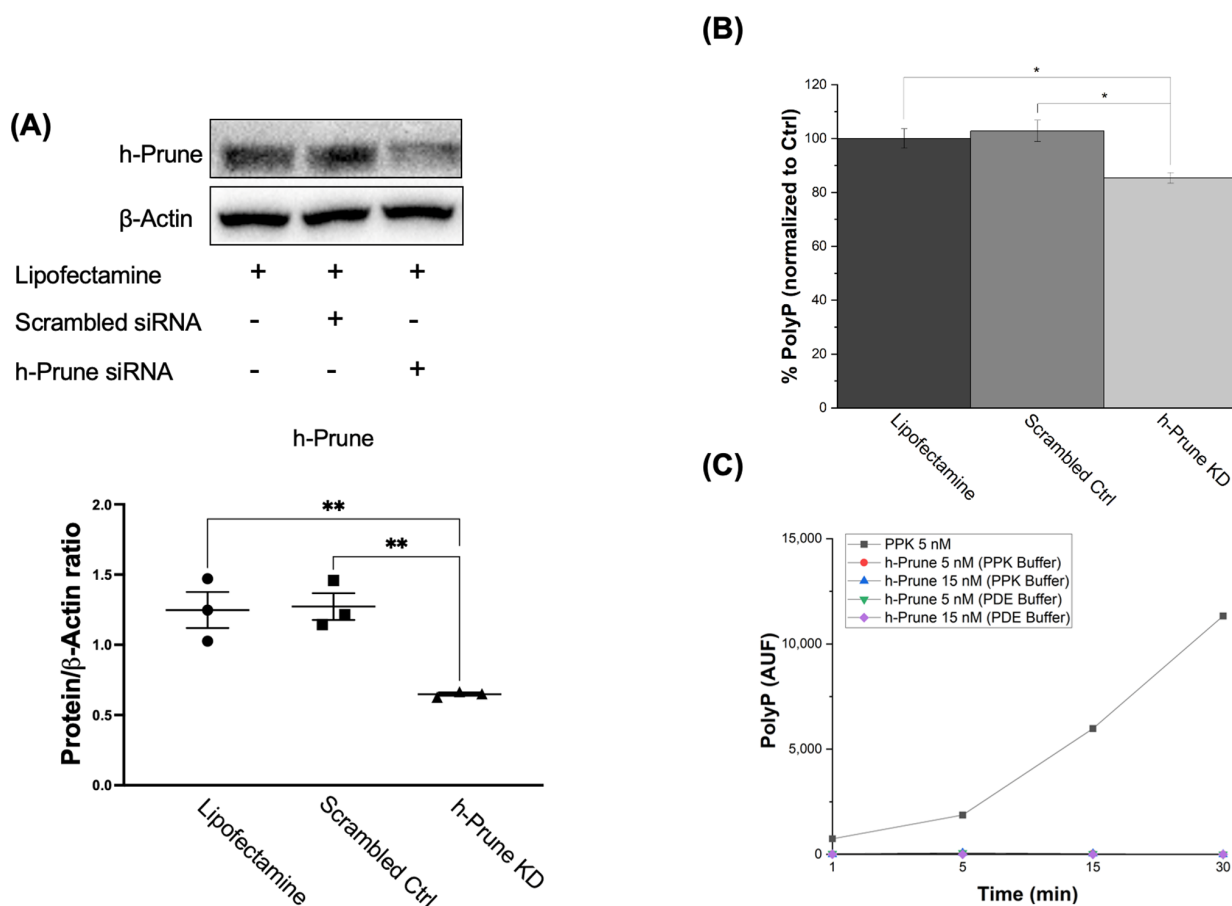 (A)
h-Prune
β-Actin
Lipofectamine + + +
Scrambled siRNA - + -
h-Prune siRNA - - +
h-Prune
Protein/β-Actin ratio
2.0
1.5
1.0
0.5
0.0
**
**
Lipofectamine
Scrambled Ctrl
h-Prune KD
(B)
% PolyP (normalized to Ctrl)
120
100
80
60
40
20
0
*
*
Lipofectamine
Scrambled Ctrl
h-Prune KD
(C)
PolyP (AUF)
15,000
10,000
5,000
0
PPK 5 nM
h-Prune 5 nM (PPK Buffer)
h-Prune 15 nM (PPK Buffer)
h-Prune 5 nM (PDE Buffer)
h-Prune 15 nM (PDE Buffer)
1 5 15 30
Time (min)